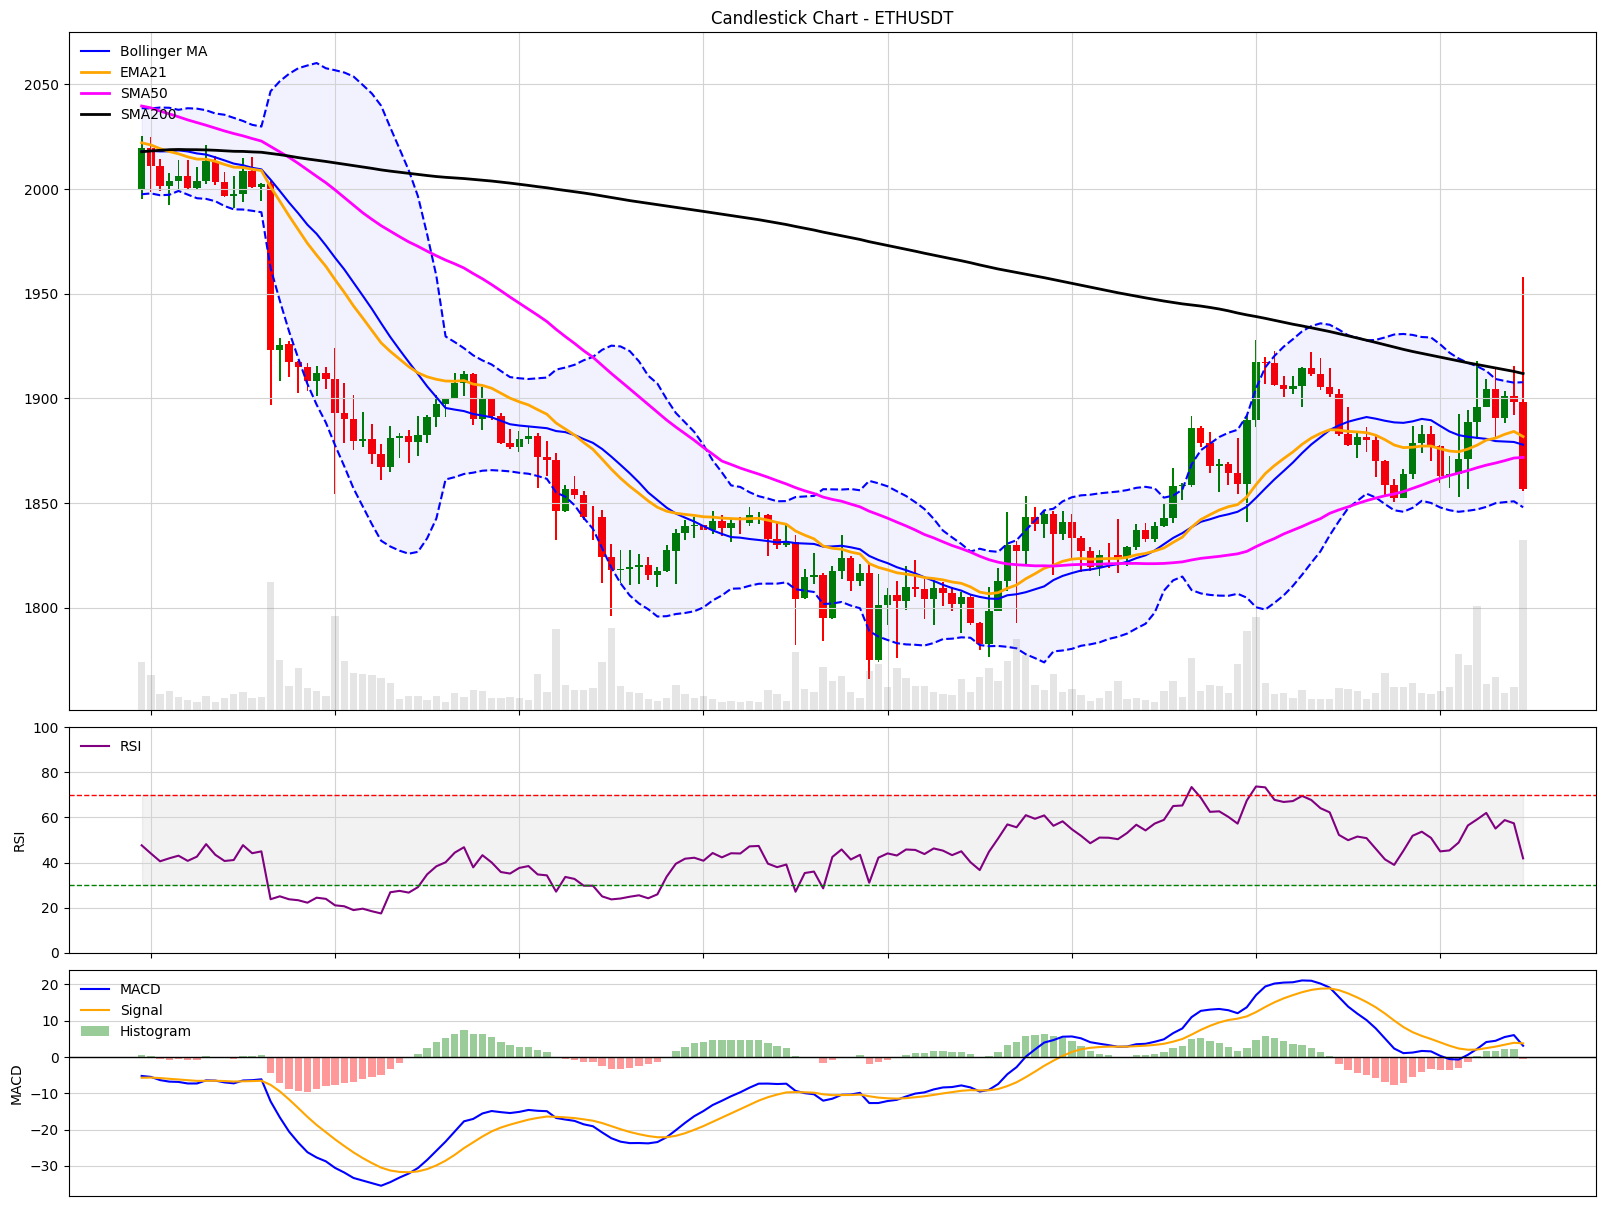 Candlestick Chart - ETHUSDT
Bollinger MA
EMA21
SMA50
SMA200
2050
2000
1950
1900
1850
1800
RSI
100
80
60
40
20
0
RSI
MACD
Signal
Histogram
20
10
0
−10
−20
−30
MACD